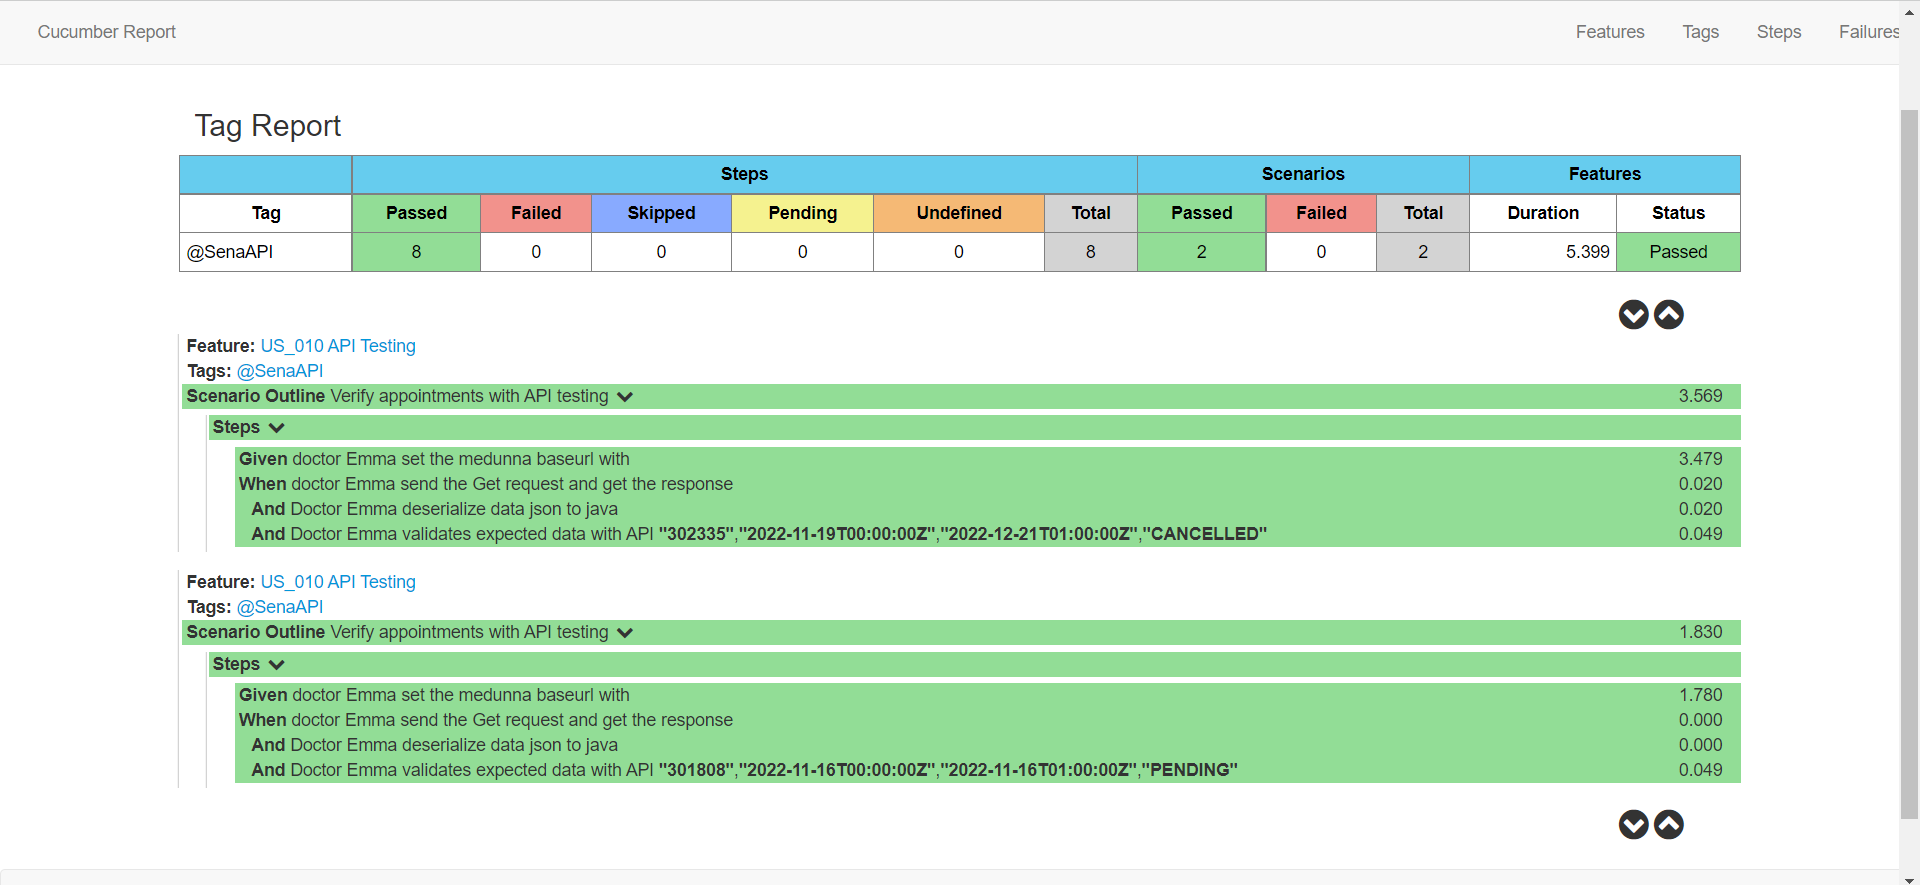 Cucumber Report Features Tags Steps Failures
Tag Report
Steps Scenarios Features
Tag Passed Failed Skipped Pending Undefined Total Passed Failed Total Duration Status
@SenaAPI 8 0 0 0 0 8 2 0 2 5.399 Passed
Feature: US_010 API Testing
Tags: @SenaAPI
Scenario Outline Verify appointments with API testing 3.569
Steps
Given doctor Emma set the medunna baseurl with 3.479
When doctor Emma send the Get request and get the response 0.020
And Doctor Emma deserialize data json to java 0.020
And Doctor Emma validates expected data with API "302335","2022-11-19T00:00:00Z","2022-12-21T01:00:00Z","CANCELLED" 0.049
Feature: US_010 API Testing
Tags: @SenaAPI
Scenario Outline Verify appointments with API testing 1.830
Steps
Given doctor Emma set the medunna baseurl with 1.780
When doctor Emma send the Get request and get the response 0.000
And Doctor Emma deserialize data json to java 0.000
And Doctor Emma validates expected data with API "301808","2022-11-16T00:00:00Z","2022-11-16T01:00:00Z","PENDING" 0.049